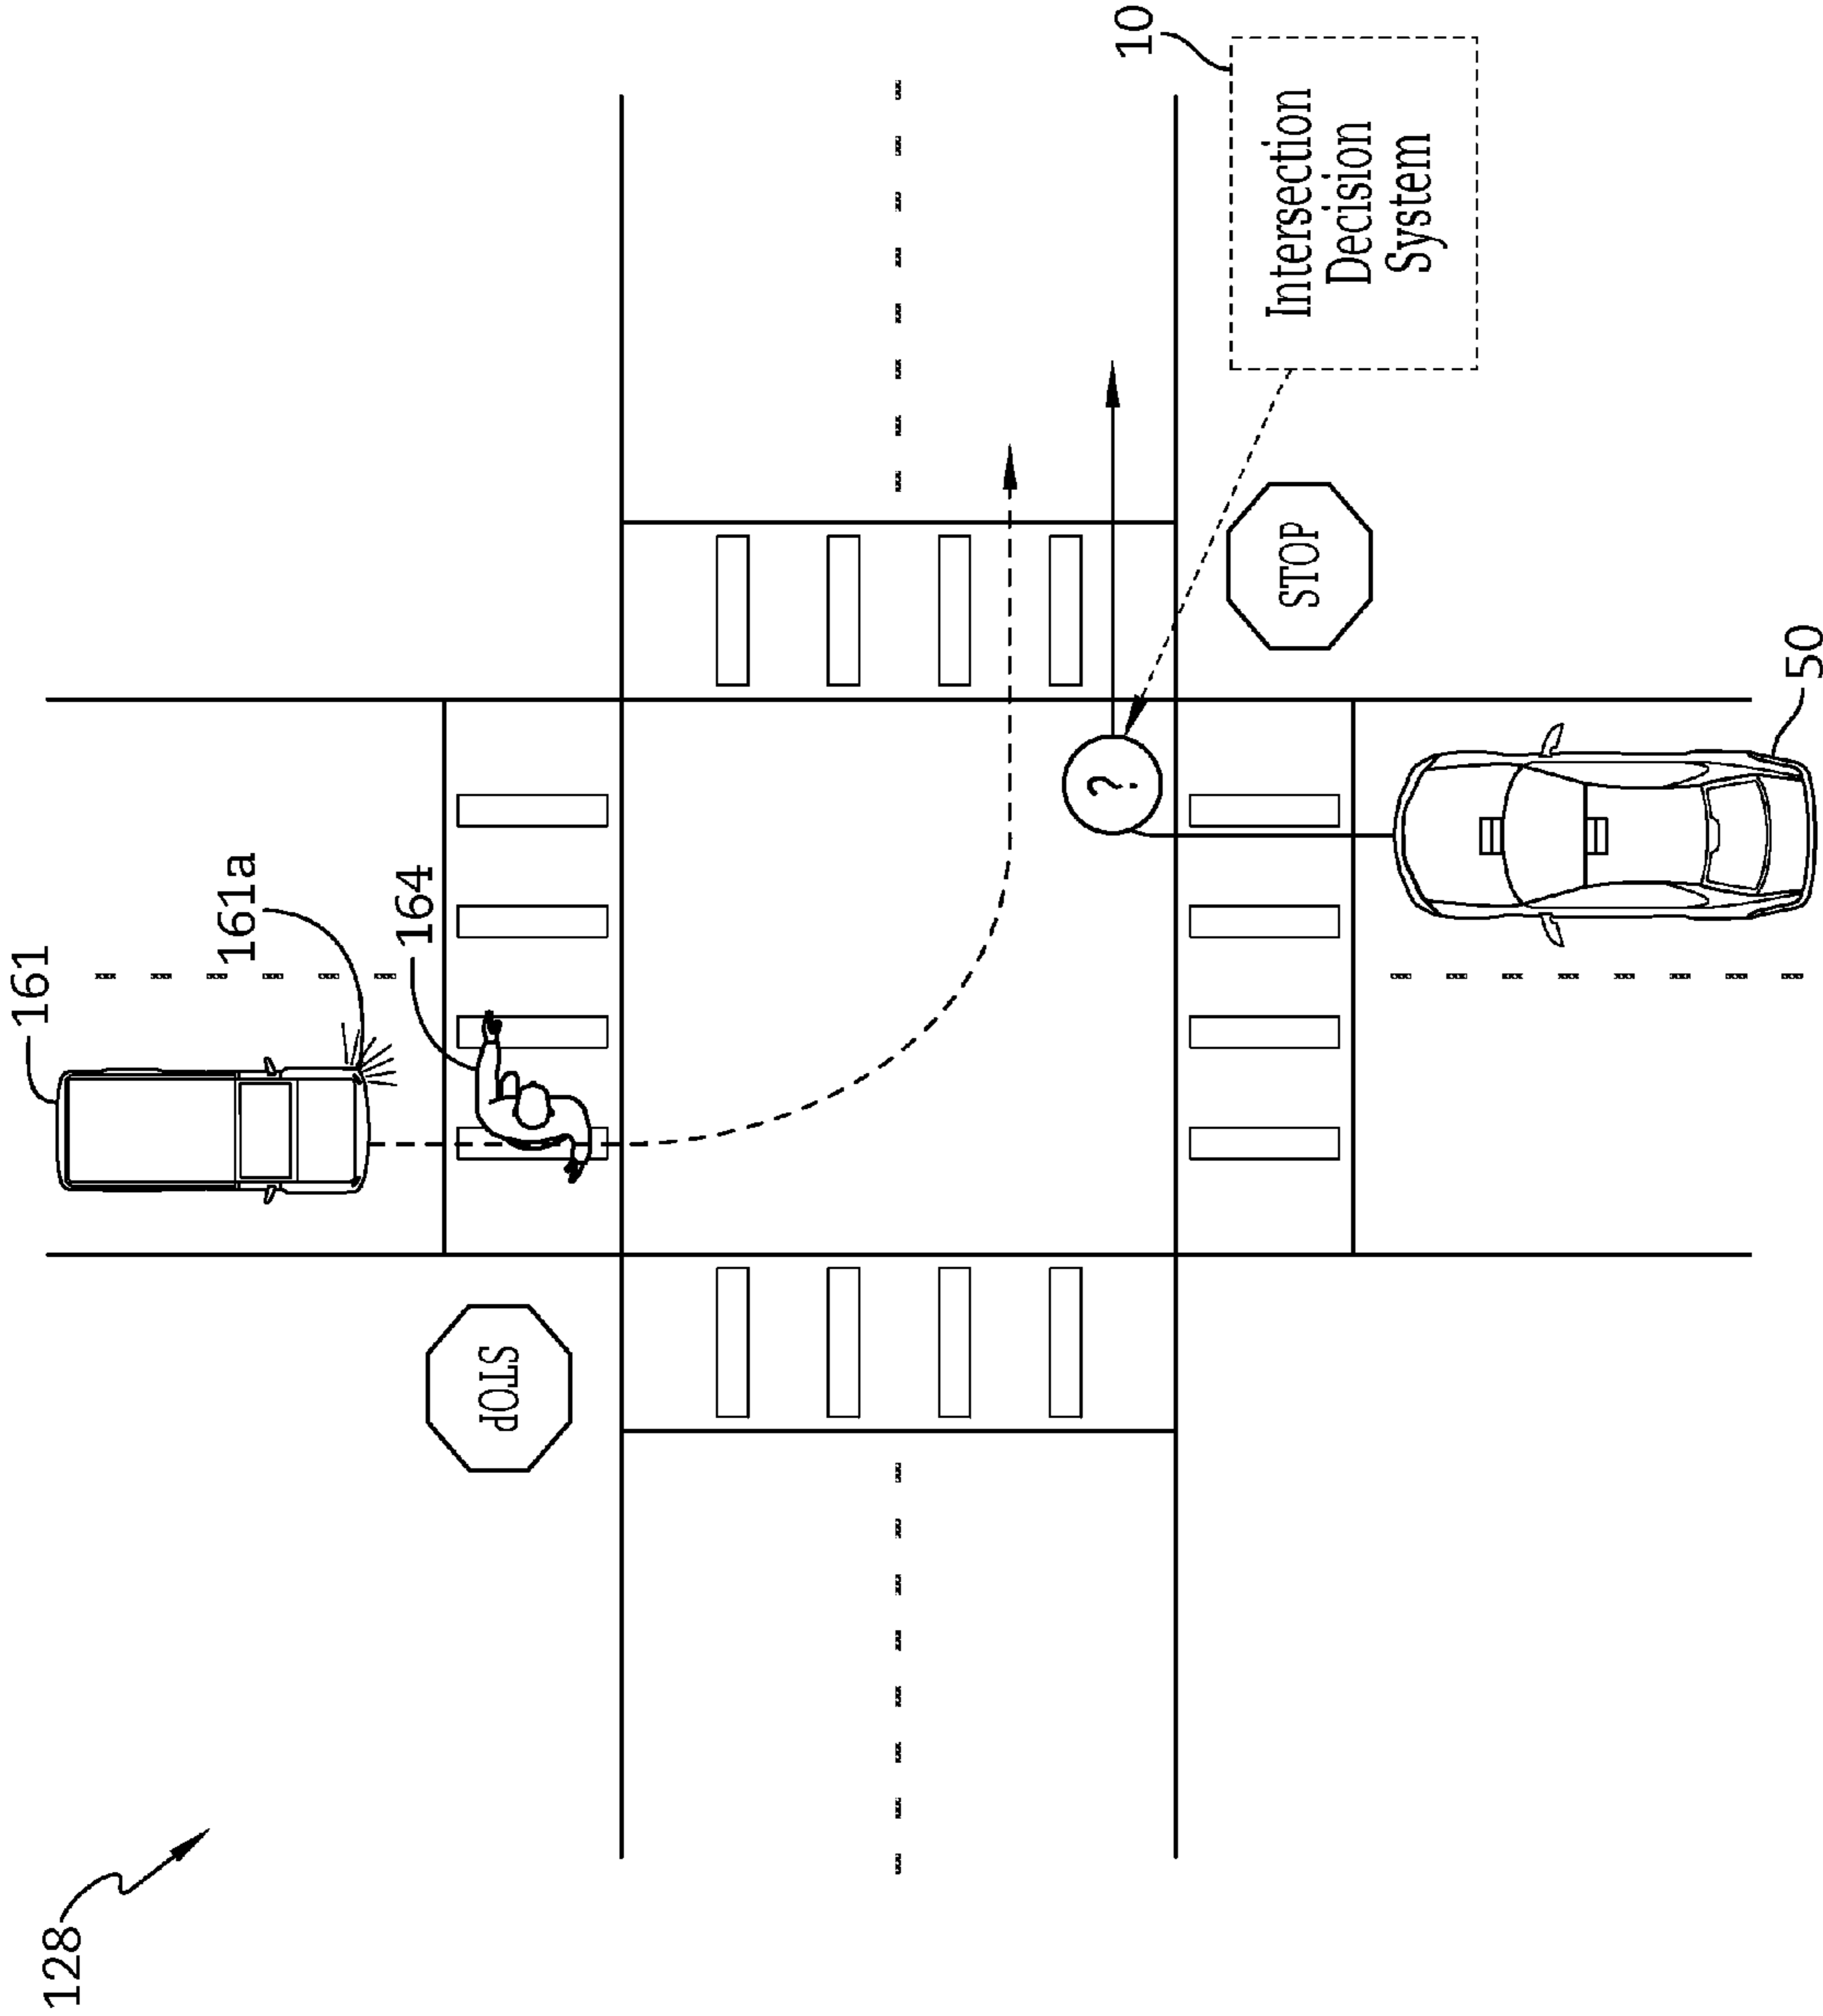 128
161
161a
164
STOP
STOP
10
Intersection
Decision
System
?
50